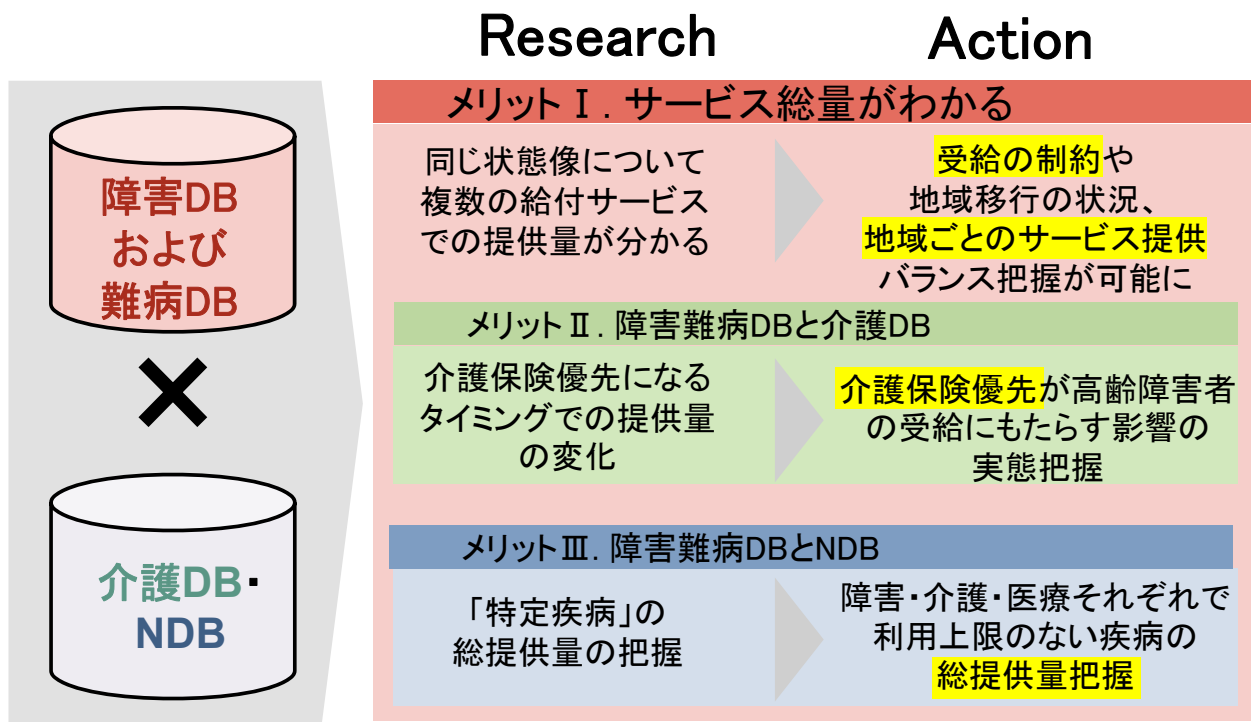 Research
Action
障害DB
および
難病DB
×
介護DB・
NDB
メリットⅠ．サービス総量がわかる
同じ状態像について
複数の給付サービス
での提供量が分かる
受給の制約や
地域移行の状況、
地域ごとのサービス提供
バランス把握が可能に
メリットⅡ．障害難病DBと介護DB
介護保険優先になる
タイミングでの提供量
の変化
介護保険優先が高齢障害者
の受給にもたらす影響の
実態把握
メリットⅢ．障害難病DBとNDB
「特定疾病」の
総提供量の把握
障害・介護・医療それぞれで
利用上限のない疾病の
総提供量把握